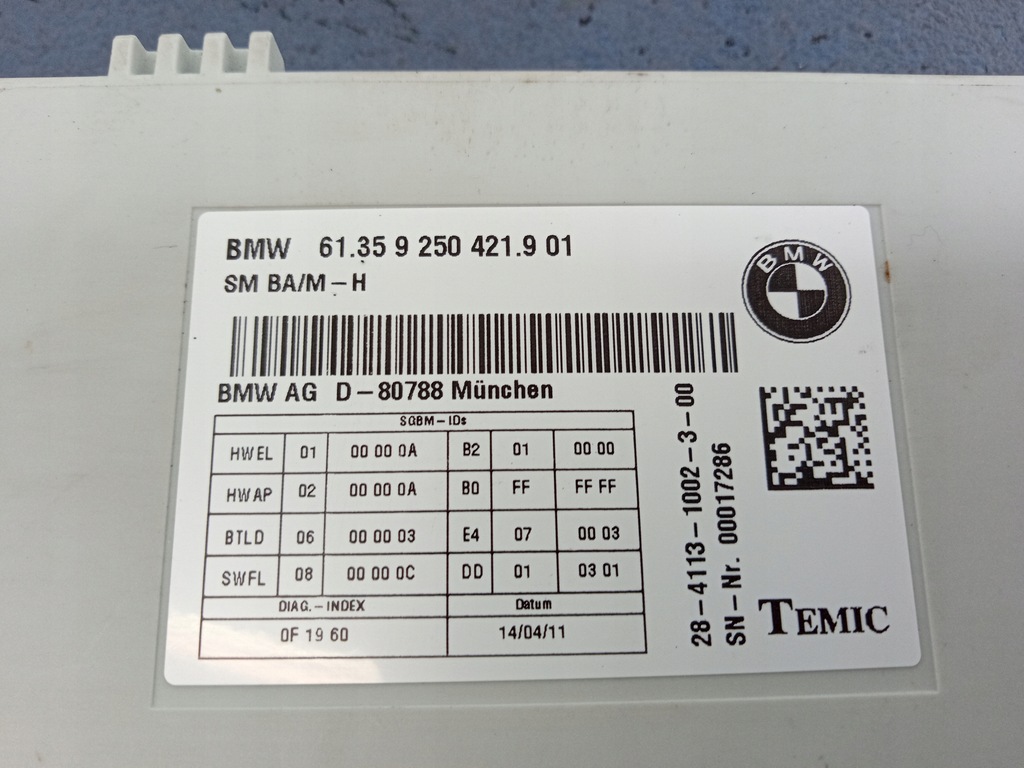 BMW 61.35 9 250 421.9 01
SM BA/M-H
BMW
BMW AG D-80788 München
SGBM-IDs
HWEL 01 00 00 0A B2 01 00 00
HWAP 02 00 00 0A B0 FF FF FF
BTLD 06 00 00 03 E4 07 00 03
SWFL 08 00 00 0C DD 01 03 01
DIAG.-INDEX Datum
0F 19 60 14/04/11
28-4113-1002-3-00
SN-Nr. 00017286
TEMIC